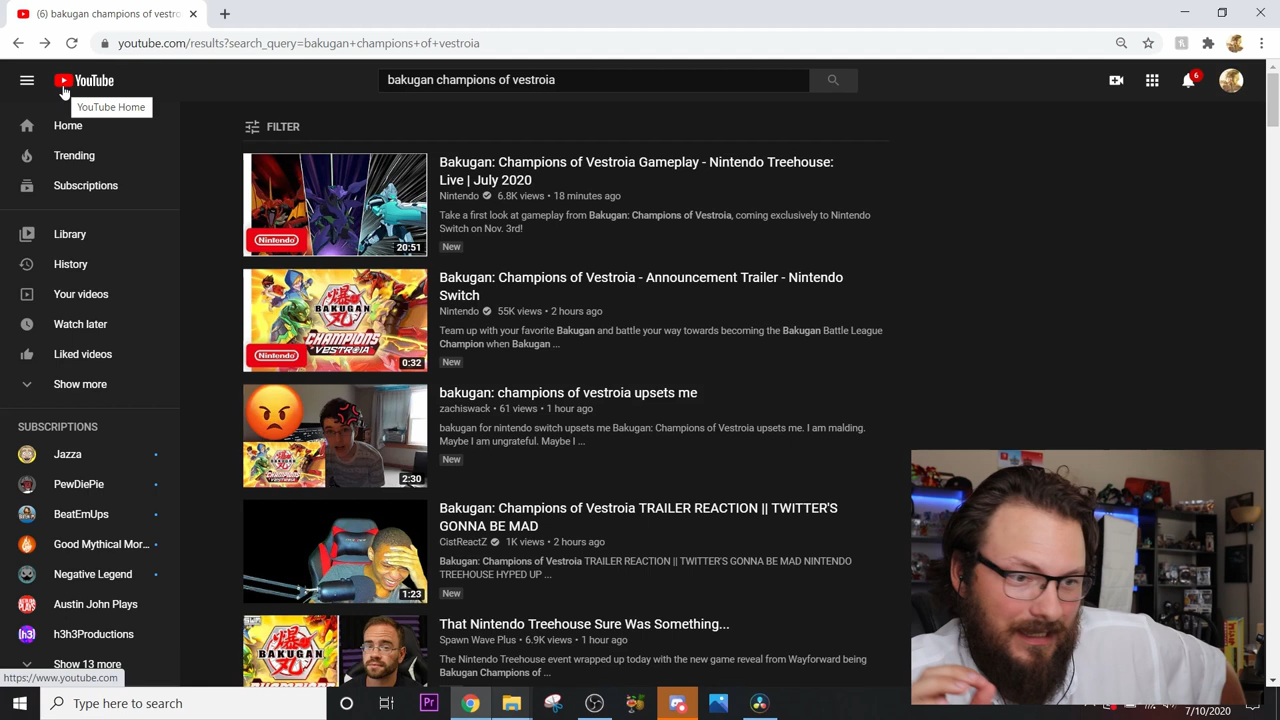 (6) bakugan champions of vestro
youtube.com/results?search_query=bakugan+champions+of+vestroia
YouTube
bakugan champions of vestroia
6
YouTube Home
Home
Trending
Subscriptions
Library
History
Your videos
Watch later
Liked videos
Show more
SUBSCRIPTIONS
Jazza
PewDiePie
BeatEmUps
Good Mythical Mor...
Negative Legend
Austin John Plays
h3h3Productions
Show 13 more
https://www.youtube.com
FILTER
Nintendo
20:51
Bakugan: Champions of Vestroia Gameplay - Nintendo Treehouse:
Live | July 2020
Nintendo 6.8K views • 18 minutes ago
Take a first look at gameplay from Bakugan: Champions of Vestroia, coming exclusively to Nintendo
Switch on Nov. 3rd!
New
爆
BAKUGAN
丸
CHAMPIONS
VESTROIA
Nintendo
0:32
Bakugan: Champions of Vestroia - Announcement Trailer - Nintendo
Switch
Nintendo 55K views • 2 hours ago
Team up with your favorite Bakugan and battle your way towards becoming the Bakugan Battle League
Champion when Bakugan ...
New
2:30
bakugan: champions of vestroia upsets me
zachiswack • 61 views • 1 hour ago
bakugan for nintendo switch upsets me Bakugan: Champions of Vestroia upsets me. I am malding.
Maybe I am ungrateful. Maybe I ...
New
1:23
Bakugan: Champions of Vestroia TRAILER REACTION || TWITTER'S
GONNA BE MAD
CistReactZ 1K views • 2 hours ago
Bakugan: Champions of Vestroia TRAILER REACTION || TWITTER'S GONNA BE MAD NINTENDO
TREEHOUSE HYPED UP ...
New
BAKUGAN
That Nintendo Treehouse Sure Was Something...
Spawn Wave Plus • 6.9K views • 1 hour ago
The Nintendo Treehouse event wrapped up today with the new game reveal from Wayforward being
Bakugan Champions of ...
Type here to search
Pr
7/10/2020